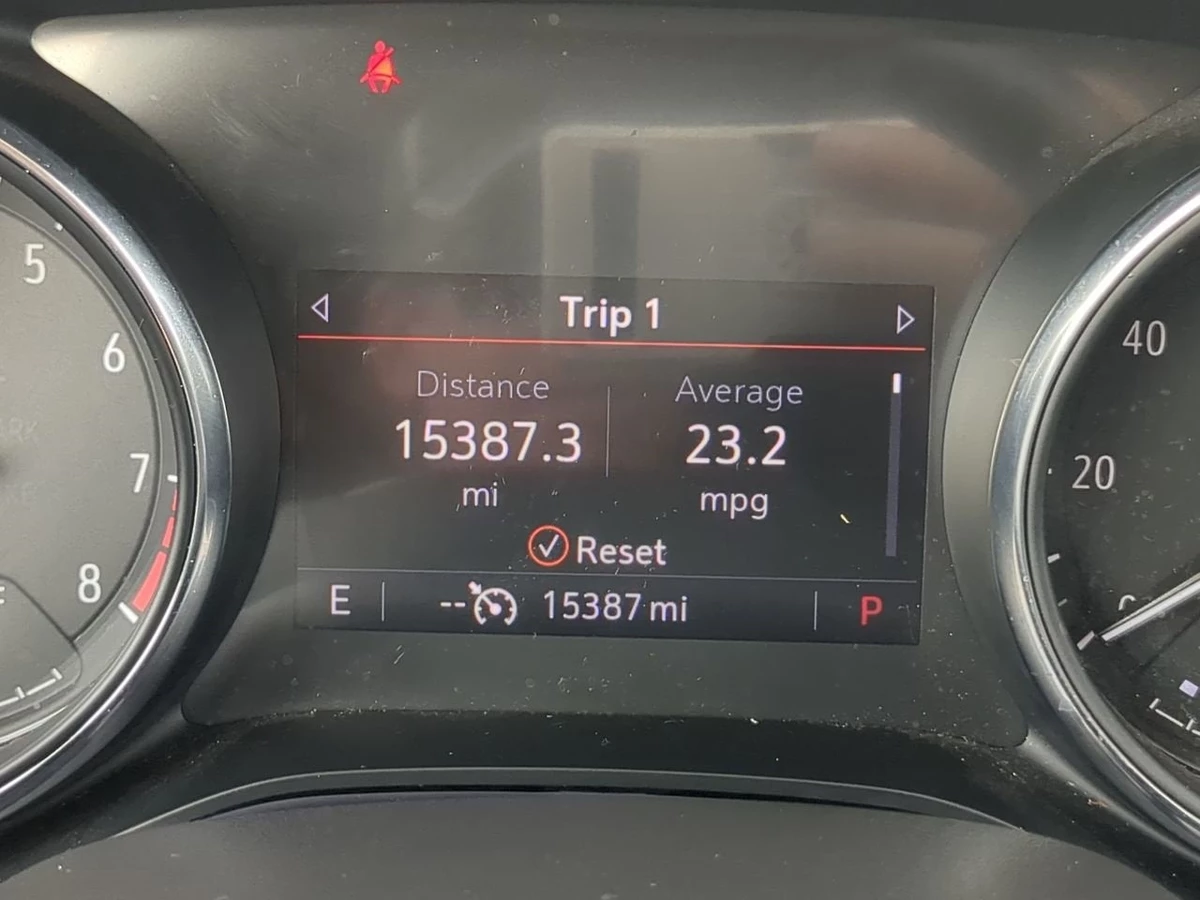 Trip 1
Distance
Average
15387.3
23.2
mi
mpg
Reset
E
--
15387 mi
P
5
6
7
8
40
20